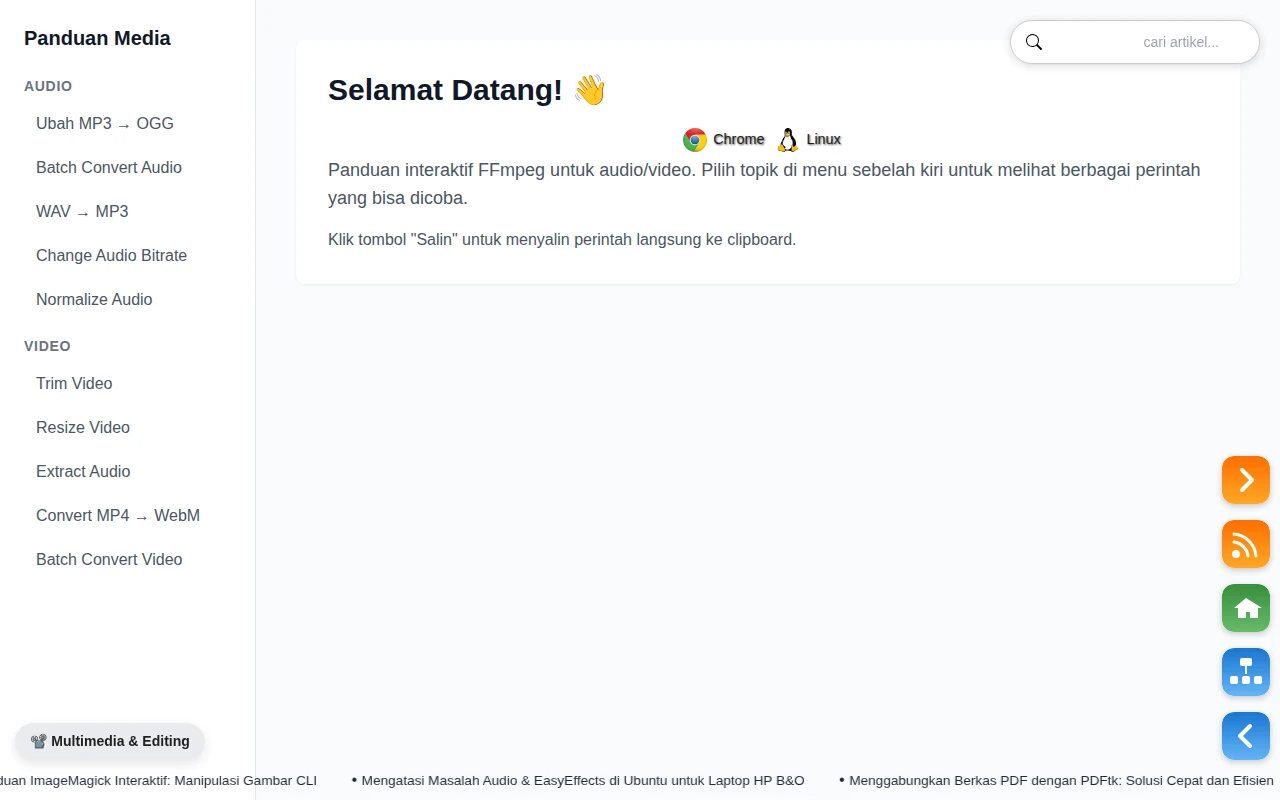 Panduan Media
AUDIO
Ubah MP3 → OGG
Batch Convert Audio
WAV → MP3
Change Audio Bitrate
Normalize Audio
VIDEO
Trim Video
Resize Video
Extract Audio
Convert MP4 → WebM
Batch Convert Video
📽️ Multimedia & Editing
cari artikel...
Selamat Datang! 👋
Chrome Linux
Panduan interaktif FFmpeg untuk audio/video. Pilih topik di menu sebelah kiri untuk melihat berbagai perintah
yang bisa dicoba.
Klik tombol "Salin" untuk menyalin perintah langsung ke clipboard.
ImageMagick Interaktif: Manipulasi Gambar CLI • Mengatasi Masalah Audio & EasyEffects di Ubuntu untuk Laptop HP B&O • Menggabungkan Berkas PDF dengan PDFtk: Solusi Cepat dan Efisien